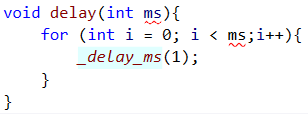 void delay(int ms){
    for (int i = 0; i < ms;i++){
        _delay_ms(1);
    }
}